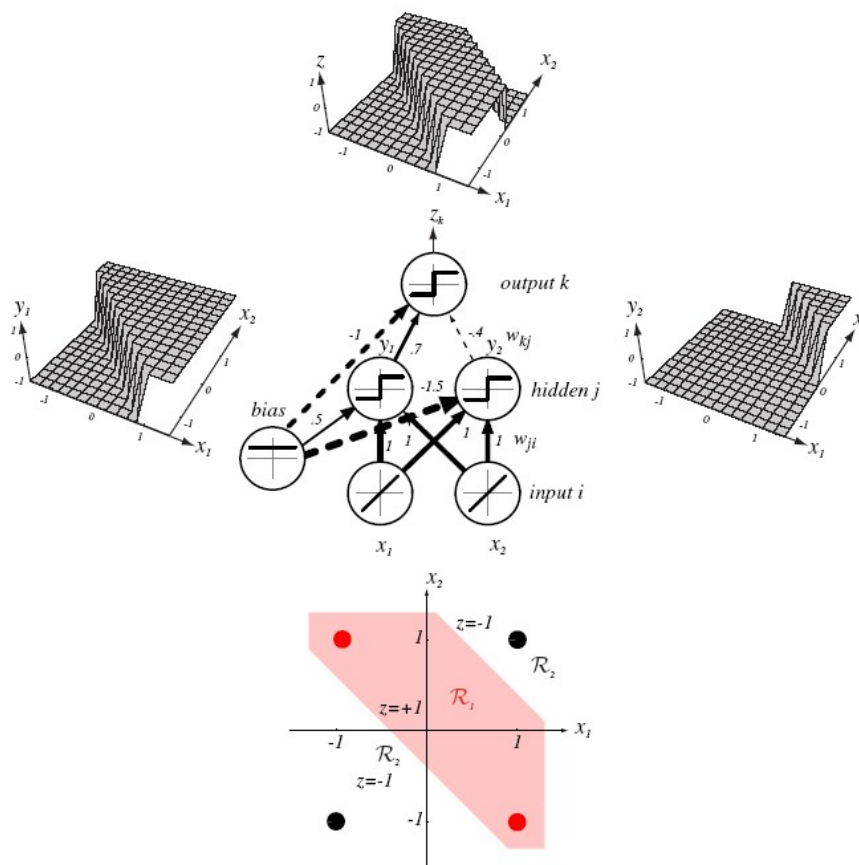 z
1
0
-1
-1
0
1
x₁
-1
0
1
x₂
y₁
1
0
-1
-1
0
1
x₁
-1
0
1
x₂
zₖ
output k
y₁
y₂
wₖⱼ
-1
.7
-.4
-1.5
hidden j
bias
.5
1
1
1
1
wⱼᵢ
input i
x₁
x₂
y₂
1
0
-1
-1
0
1
x₁
-1
0
1
x
x₂
z=-1
1
R₂
R₁
z=+1
-1
1
x₁
R₂
z=-1
-1